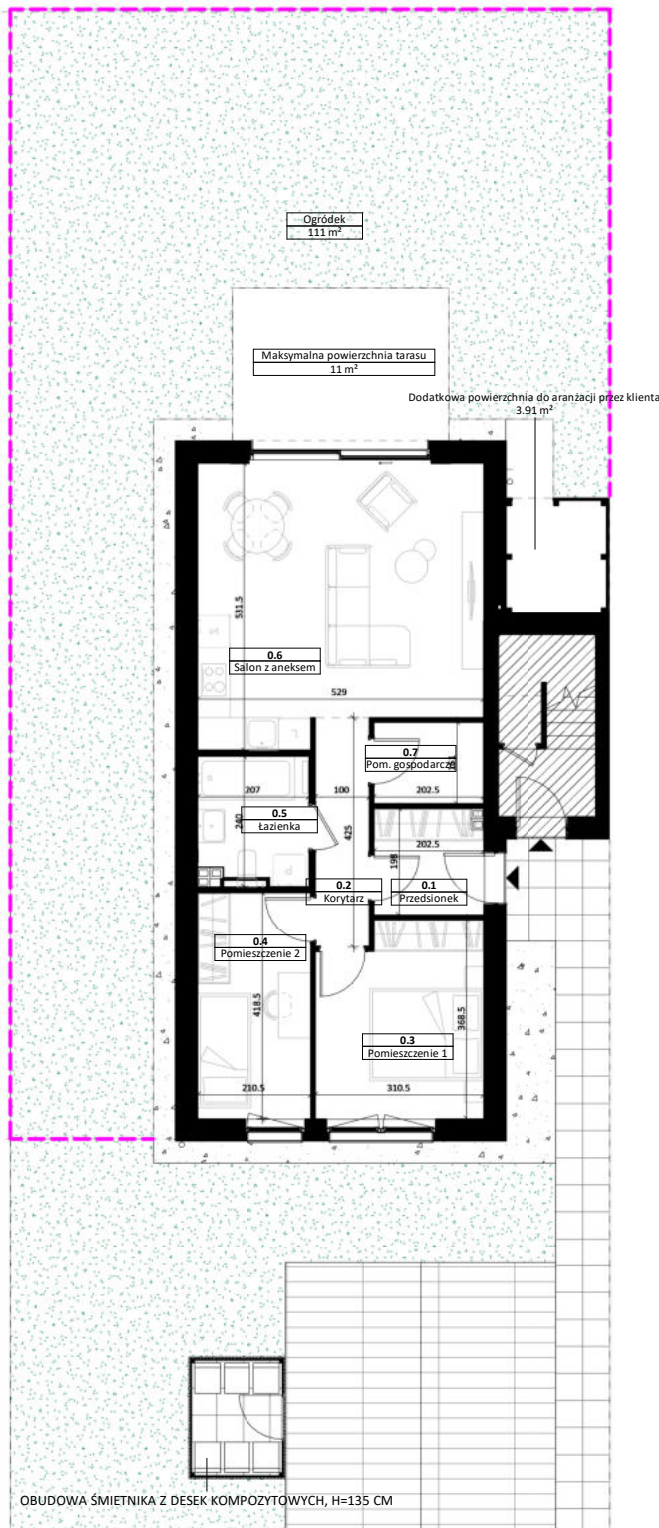 Ogródek
111 m²
Maksymalna powierzchnia tarasu
11 m²
Dodatkowa powierzchnia do aranżacji przez klienta
3.91 m²
531.5
0.6
Salon z aneksem
529
0.7
Pom. gospodarcze
202.5
207
100
240
0.5
Łazienka
425
202.5
198
0.2
Korytarz
0.1
Przedsionek
0.4
Pomieszczenie 2
418.5
368.5
0.3
Pomieszczenie 1
210.5
310.5
OBUDOWA ŚMIETNIKA Z DESEK KOMPOZYTOWYCH, H=135 CM